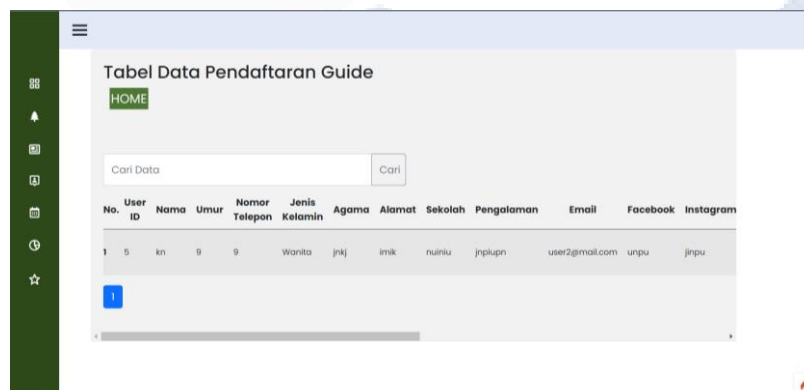 Tabel Data Pendaftaran Guide
HOME
Cari Data Cari
No. User ID Nama Umur Nomor Telepon Jenis Kelamin Agama Alamat Sekolah Pengalaman Email Facebook Instagram
1 5 kn 9 9 Wanita jnkj imik nuiniu jnpiupn user2@mail.com unpu jinpu
1